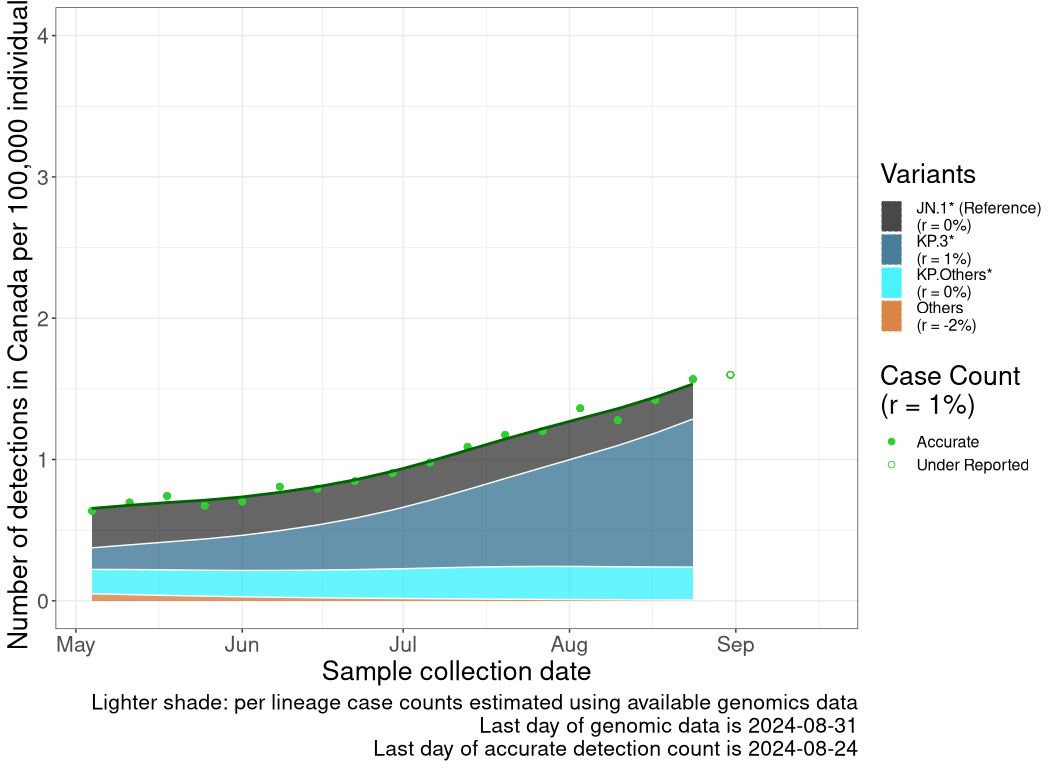 Number of detections in Canada per 100,000 individual
4
3
2
1
0
May
Jun
Jul
Aug
Sep
Sample collection date
Lighter shade: per lineage case counts estimated using available genomics data
Last day of genomic data is 2024-08-31
Last day of accurate detection count is 2024-08-24
Variants
JN.1* (Reference)
(r = 0%)
KP.3*
(r = 1%)
KP.Others*
(r = 0%)
Others
(r = -2%)
Case Count
(r = 1%)
Accurate
Under Reported